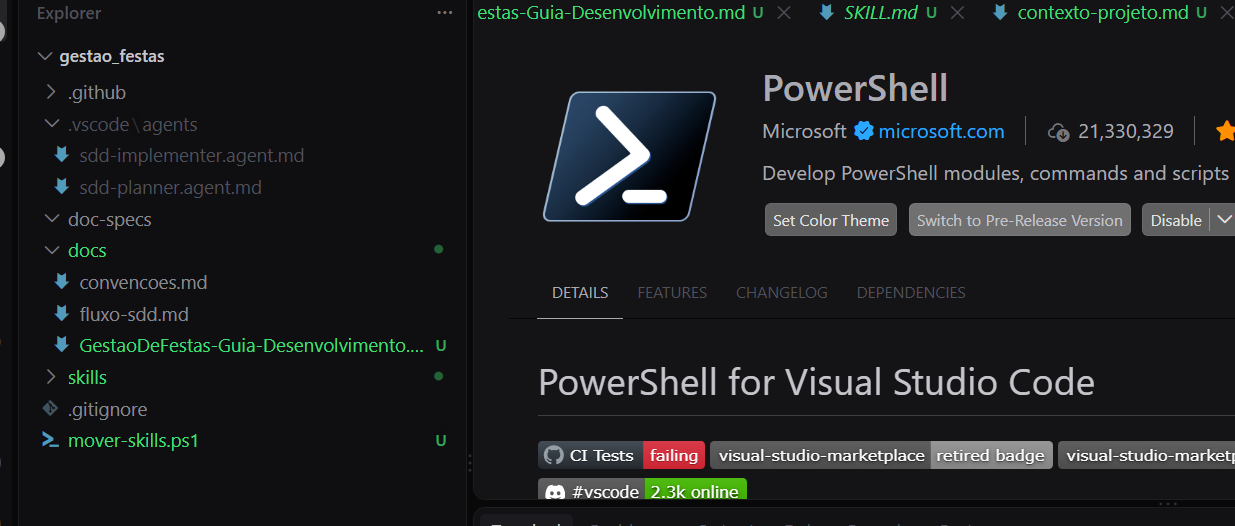 Explorer
gestao_festas
.github
.vscode\agents
sdd-implementer.agent.md
sdd-planner.agent.md
doc-specs
docs
convencoes.md
fluxo-sdd.md
GestaoDeFestas-Guia-Desenvolvimento.... U
skills
.gitignore
mover-skills.ps1 U
estas-Guia-Desenvolvimento.md U SKILL.md U contexto-projeto.md U
PowerShell
Microsoft microsoft.com 21,330,329
Develop PowerShell modules, commands and scripts
Set Color Theme Switch to Pre-Release Version Disable
DETAILS FEATURES CHANGELOG DEPENDENCIES
PowerShell for Visual Studio Code
CI Tests failing visual-studio-marketplace retired badge visual-studio-market
#vscode 2.3k online